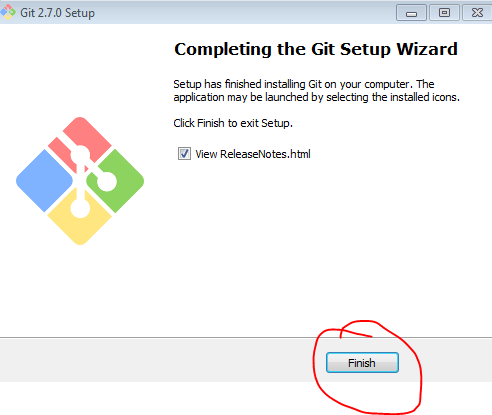 Git 2.7.0 Setup
Completing the Git Setup Wizard
Setup has finished installing Git on your computer. The
application may be launched by selecting the installed icons.
Click Finish to exit Setup.
View ReleaseNotes.html
Finish